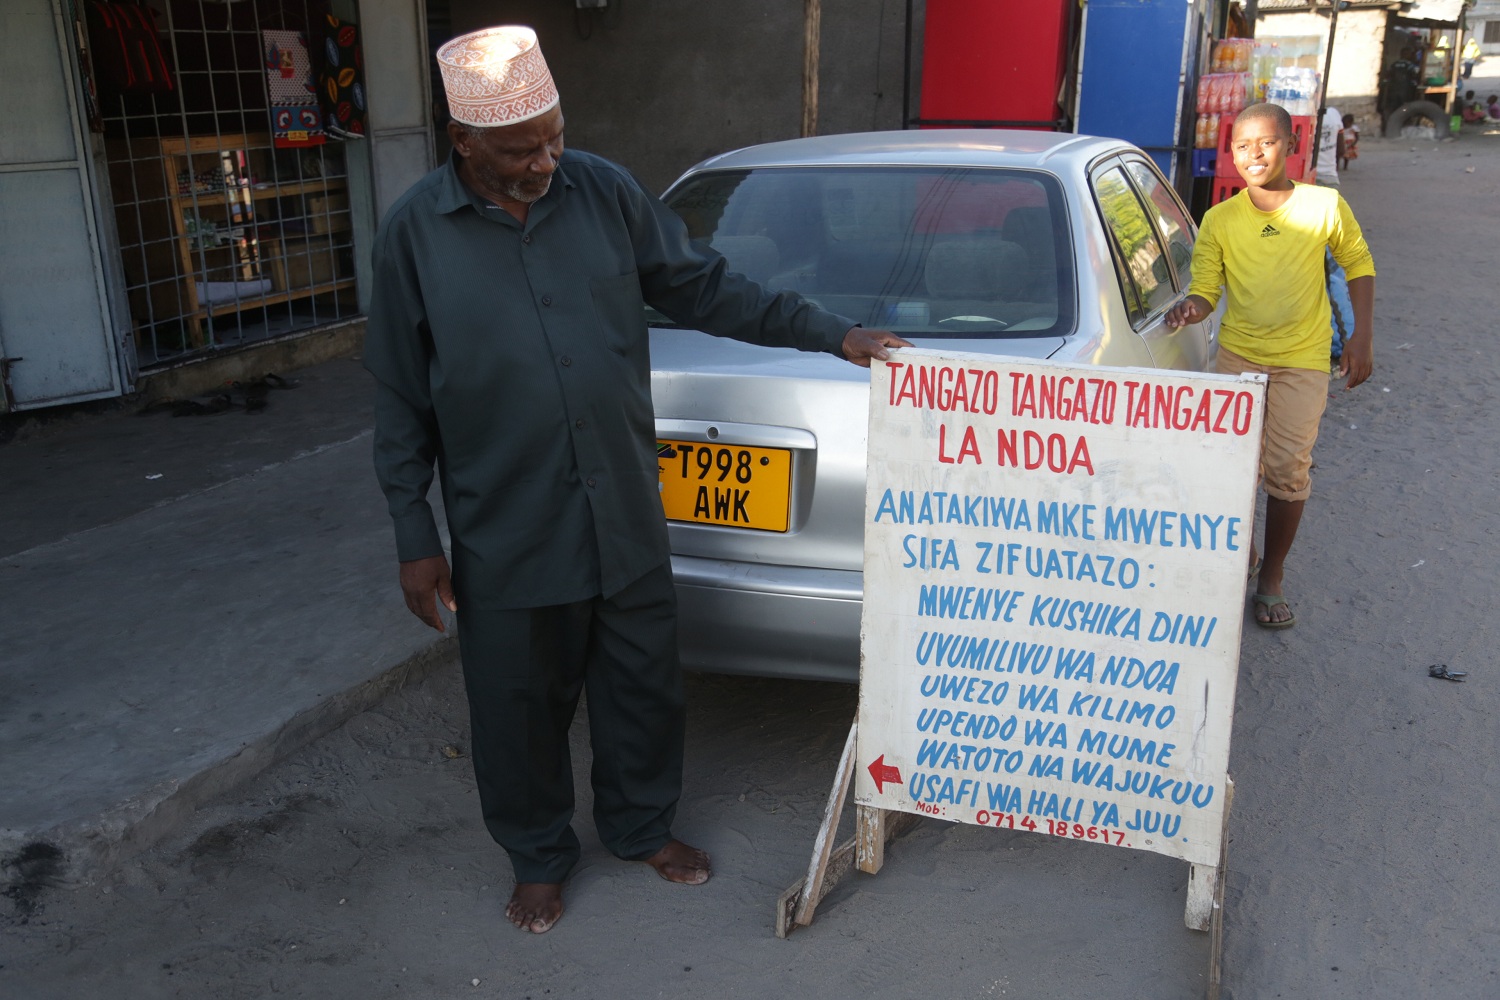 TANGAZO TANGAZO TANGAZO
LA NDOA
ANATAKIWA MKE MWENYE
SIFA ZIFUATAZO:
MWENYE KUSHIKA DINI
UVUMILIVU WA NDOA
UWEZO WA KILIMO
UPENDO WA MUME
WATOTO NA WAJUKUU
USAFI WA HALI YA JUU.
Mob: 0714 189617.
T998
AWK
adidas